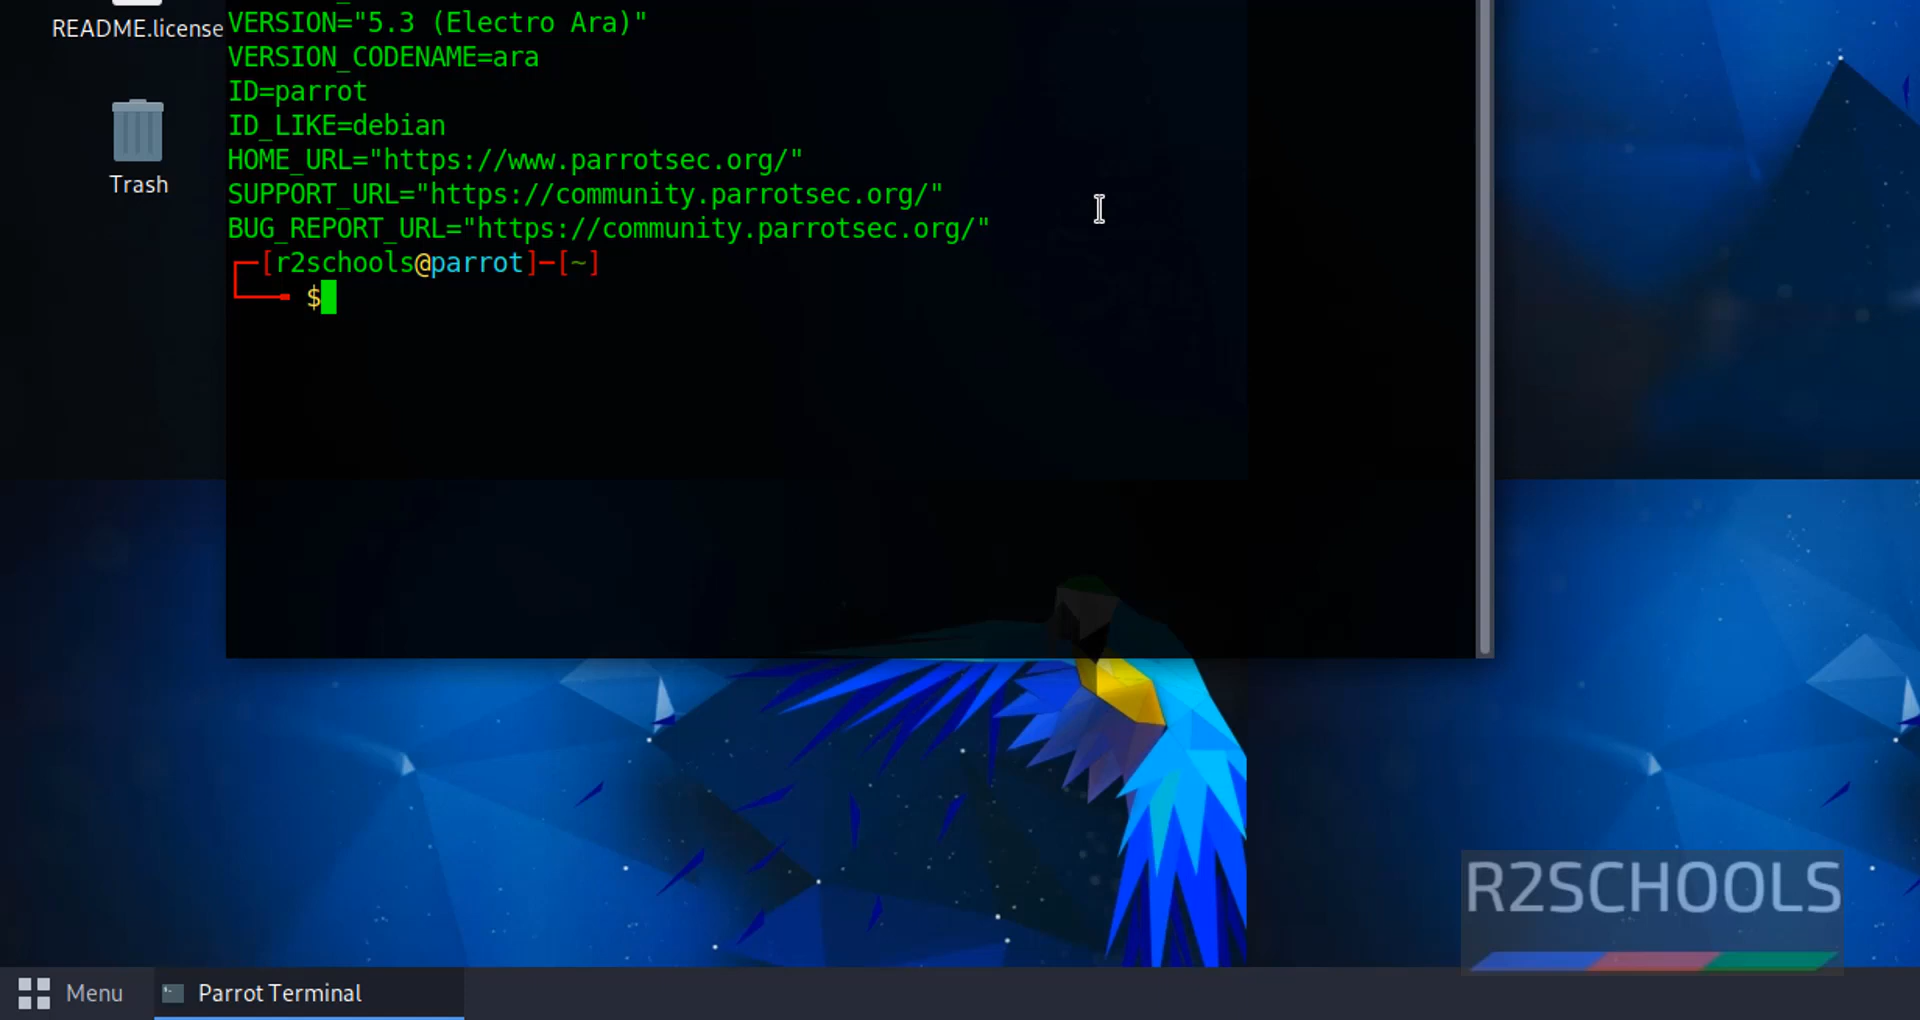 README.license
VERSION="5.3 (Electro Ara)"
VERSION_CODENAME=ara
ID=parrot
ID_LIKE=debian
HOME_URL="https://www.parrotsec.org/"
SUPPORT_URL="https://community.parrotsec.org/"
BUG_REPORT_URL="https://community.parrotsec.org/"
[r2schools@parrot]─[~]
$
Trash
R2SCHOOLS
Menu
Parrot Terminal